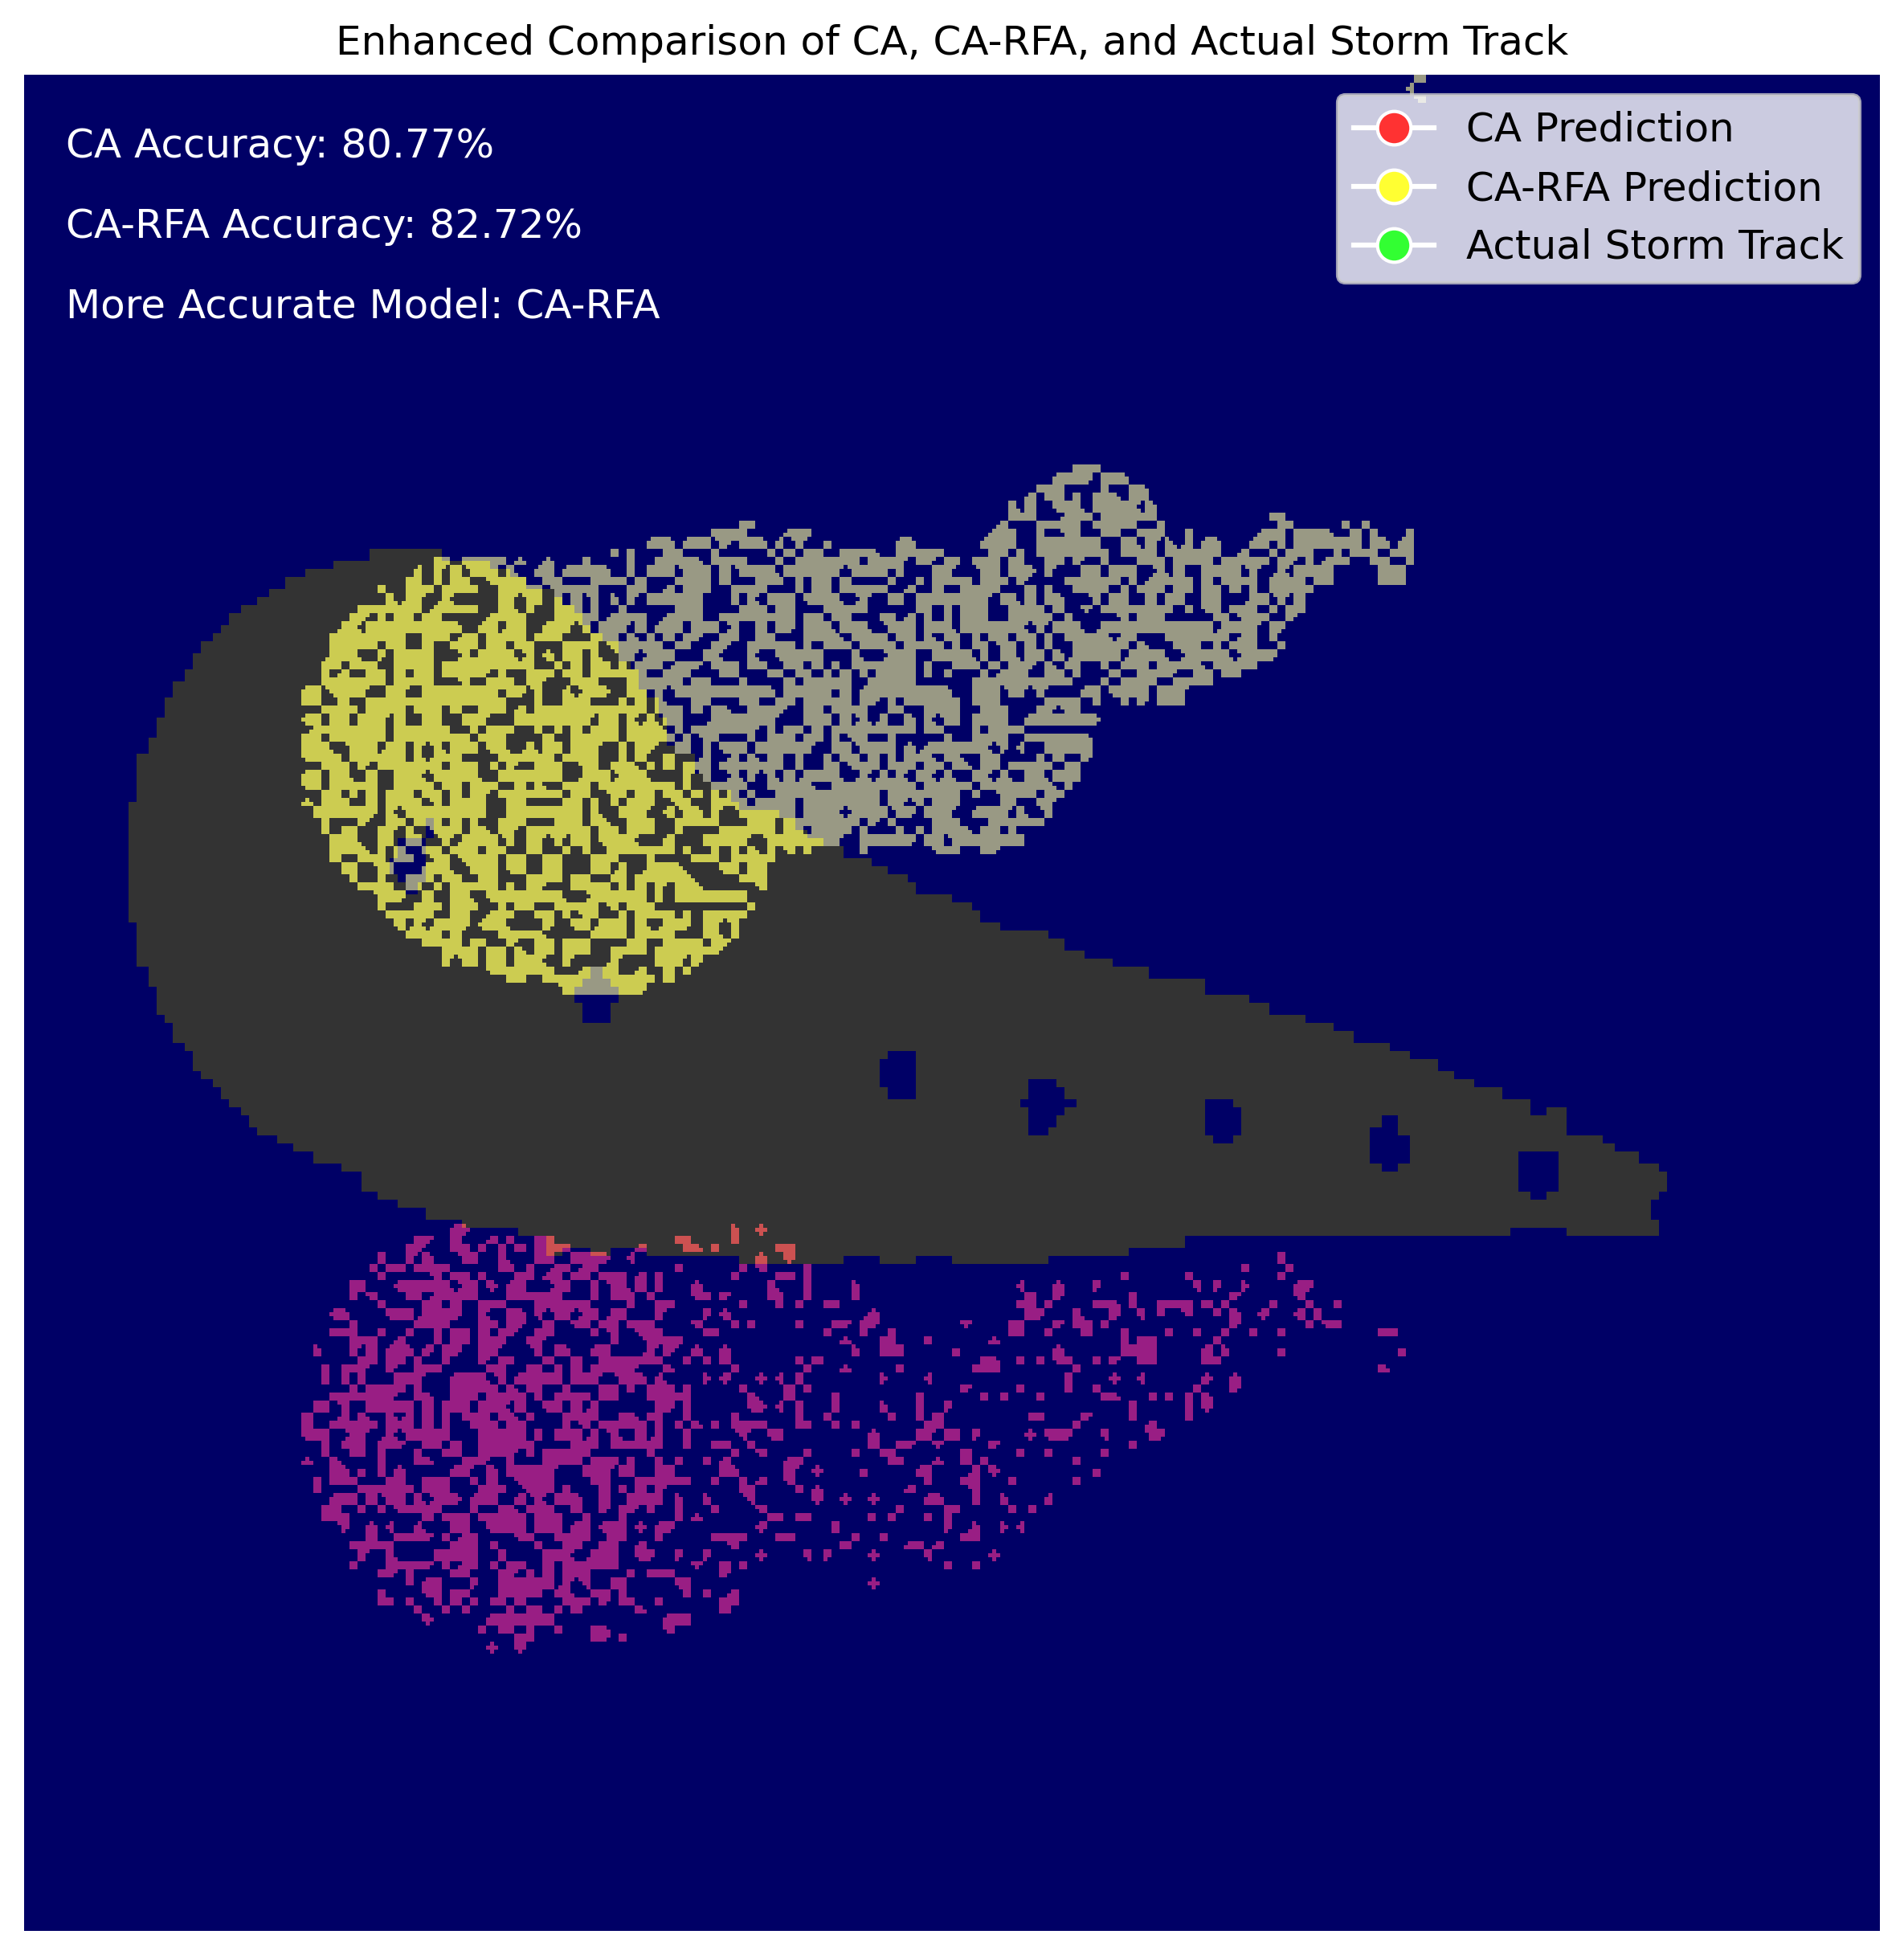 Enhanced Comparison of CA, CA-RFA, and Actual Storm Track
CA Accuracy: 80.77%
CA-RFA Accuracy: 82.72%
More Accurate Model: CA-RFA
CA Prediction
CA-RFA Prediction
Actual Storm Track